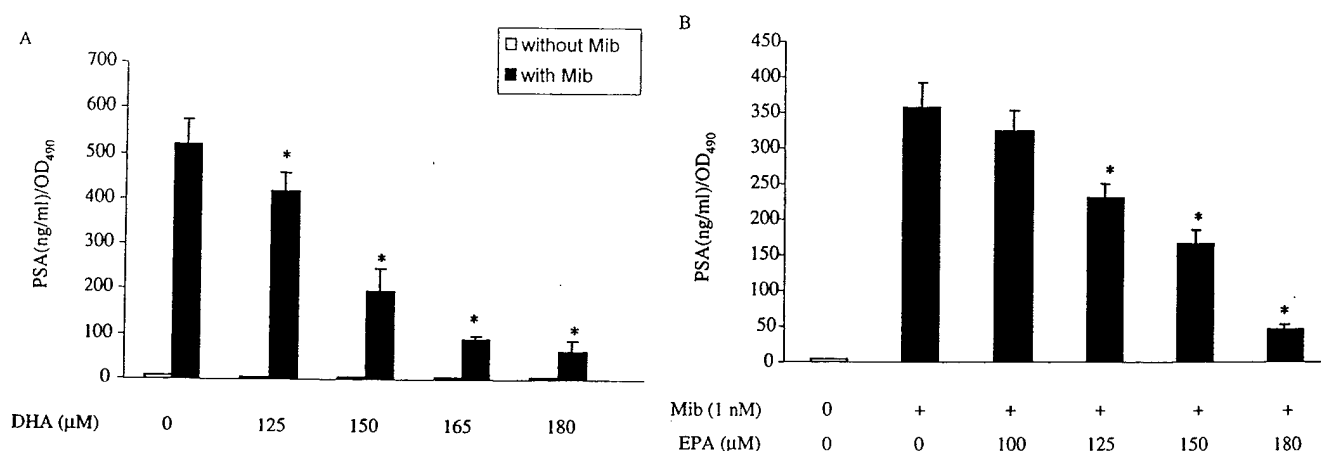 A
□ without Mib
■ with Mib
PSA(ng/ml)/OD490
700
600
500
400
300
200
100
0
*
*
*
*
DHA (µM) 0 125 150 165 180
B
PSA(ng/ml)/OD490
450
400
350
300
250
200
150
100
50
0
*
*
*
Mib (1 nM) 0 + + + + +
EPA (µM) 0 0 100 125 150 180